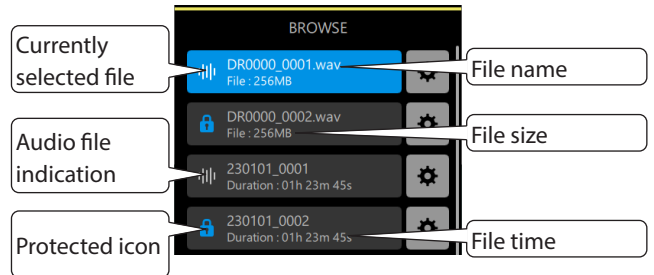 BROWSE
Currently
selected file
DR0000_0001.wav
File : 256MB
File name
DR0000_0002.wav
File : 256MB
File size
Audio file
indication
230101_0001
Duration : 01h 23m 45s
Protected icon
230101_0002
Duration : 01h 23m 45s
File time